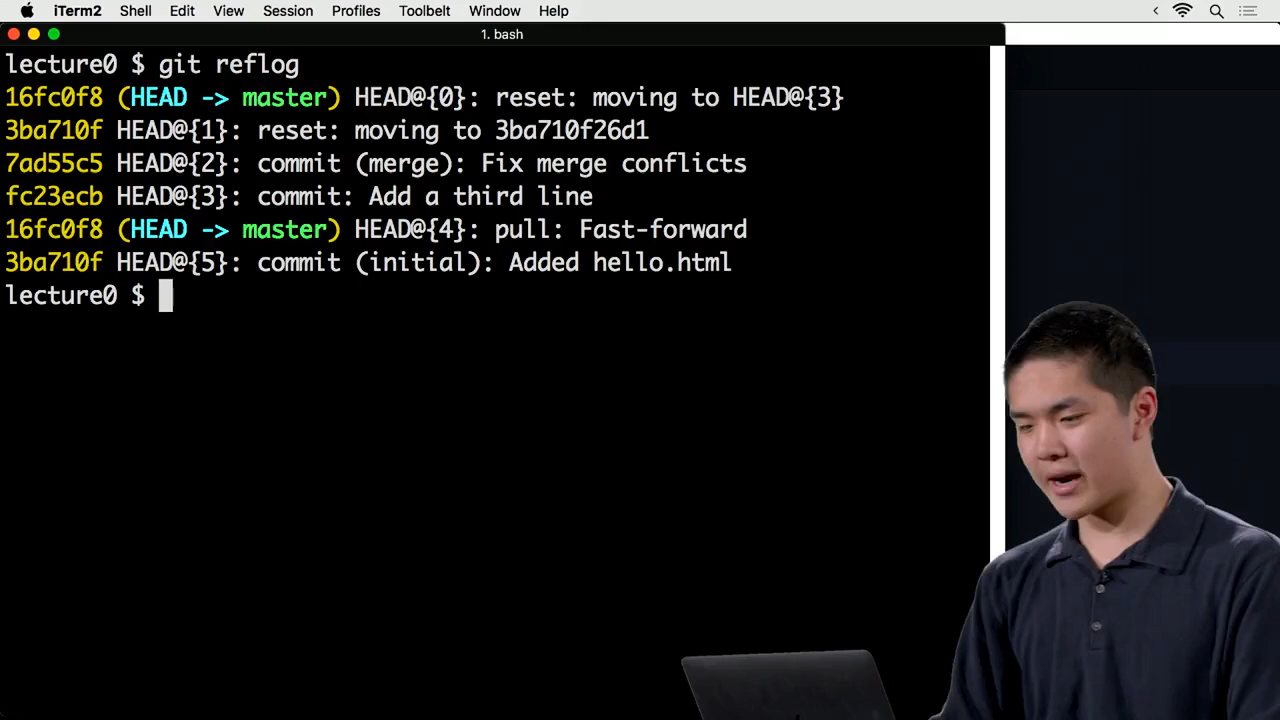 iTerm2 Shell Edit View Session Profiles Toolbelt Window Help
1. bash
lecture0 $ git reflog
16fc0f8 (HEAD -> master) HEAD@{0}: reset: moving to HEAD@{3}
3ba710f HEAD@{1}: reset: moving to 3ba710f26d1
7ad55c5 HEAD@{2}: commit (merge): Fix merge conflicts
fc23ecb HEAD@{3}: commit: Add a third line
16fc0f8 (HEAD -> master) HEAD@{4}: pull: Fast-forward
3ba710f HEAD@{5}: commit (initial): Added hello.html
lecture0 $